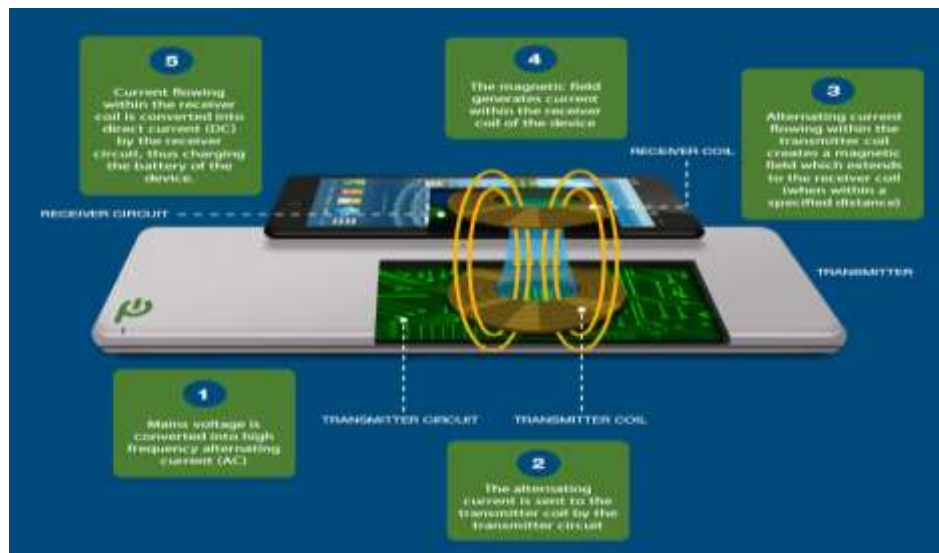 5
Current flowing
within the receiver
coil is converted into
direct current (DC)
by the receiver
circuit, thus charging
the battery of the
device.
4
The magnetic field
generates current
within the receiver
coil of the device
3
Alternating current
flowing within the
transmitter coil
creates a magnetic
field which extends
to the receiver coil
(when within a
specified distance)
RECEIVER COIL
RECEIVER CIRCUIT
TRANSMITTER
1
Mains voltage is
converted into high
frequency alternating
current (AC)
TRANSMITTER CIRCUIT
TRANSMITTER COIL
2
The alternating
current is sent to the
transmitter coil by the
transmitter circuit